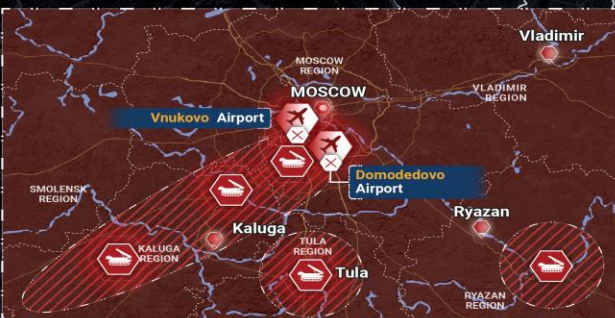 Vladimir
MOSCOW
REGION
MOSCOW
VLADIMIR
REGION
Vnukovo Airport
Domodedovo
Airport
SMOLENSK
REGION
Ryazan
Kaluga
KALUGA
REGION
TULA
REGION
Tula
RYAZAN
REGION